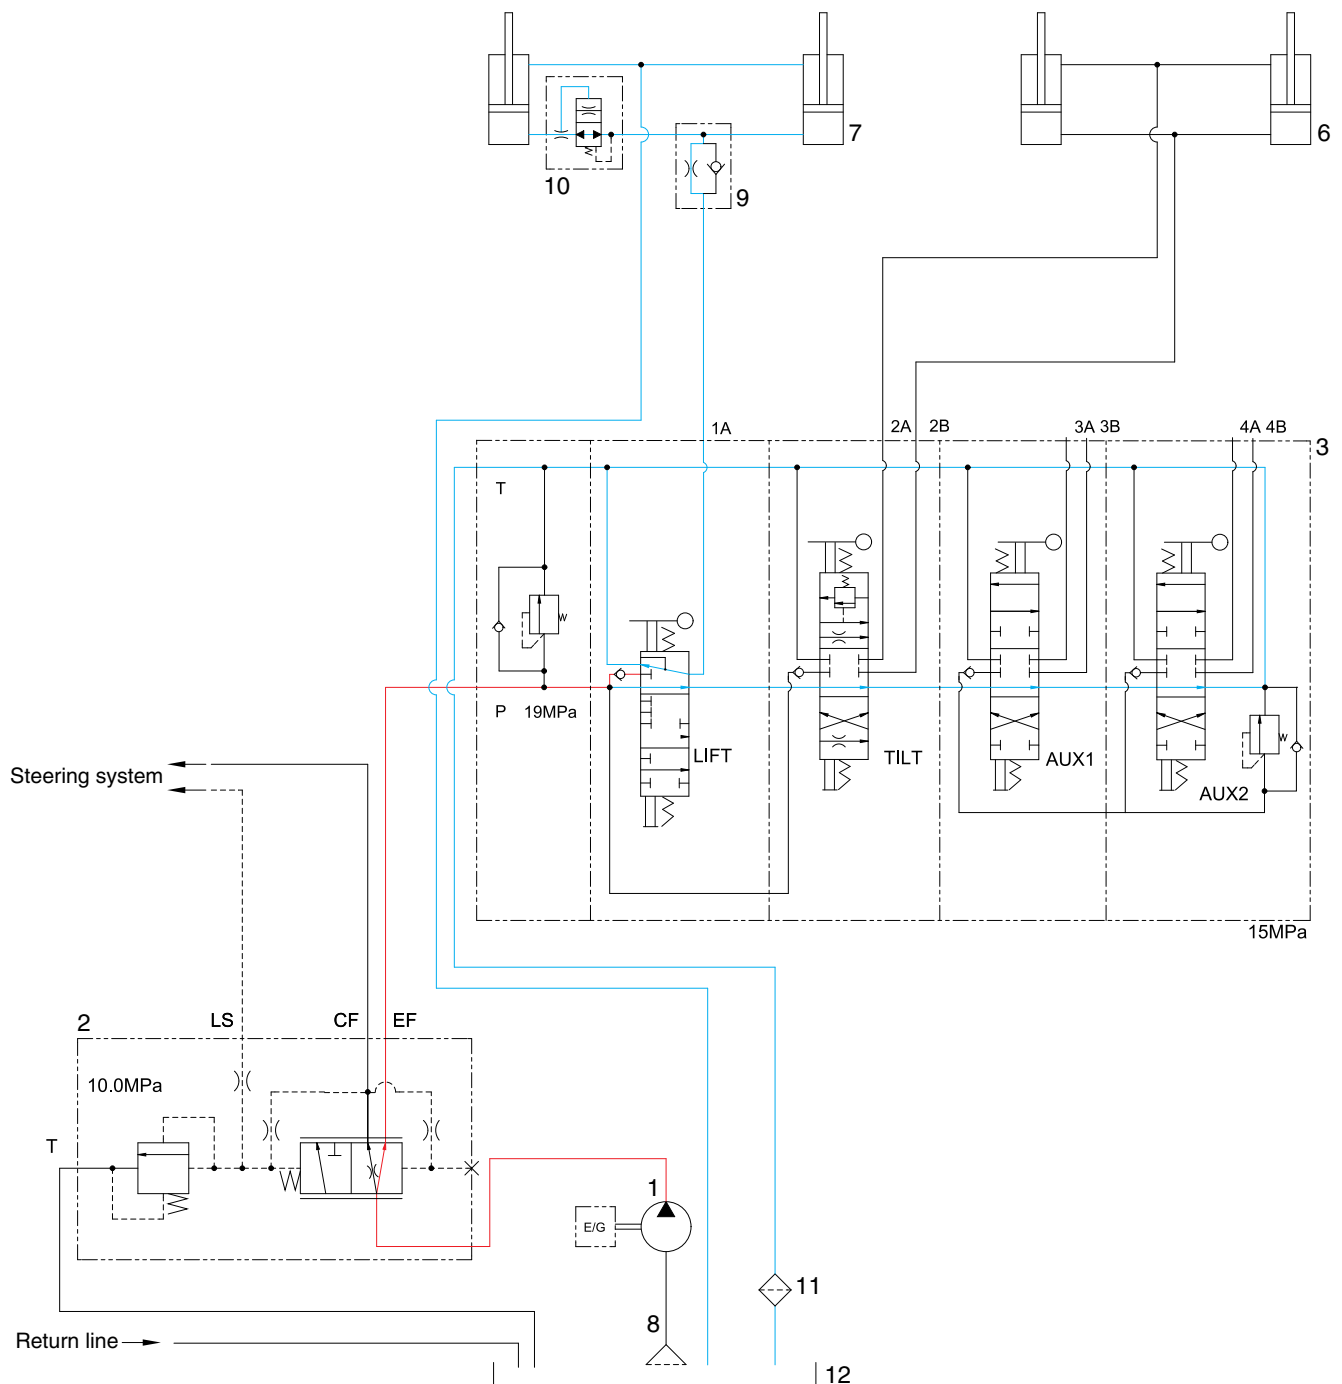 7
6
10
9
1A
2A 2B
3A 3B
4A 4B
3
T
P 19MPa
LIFT
TILT
AUX1
AUX2
15MPa
Steering system
2
LS
CF
EF
10.0MPa
T
1
E/G
11
8
Return line
12